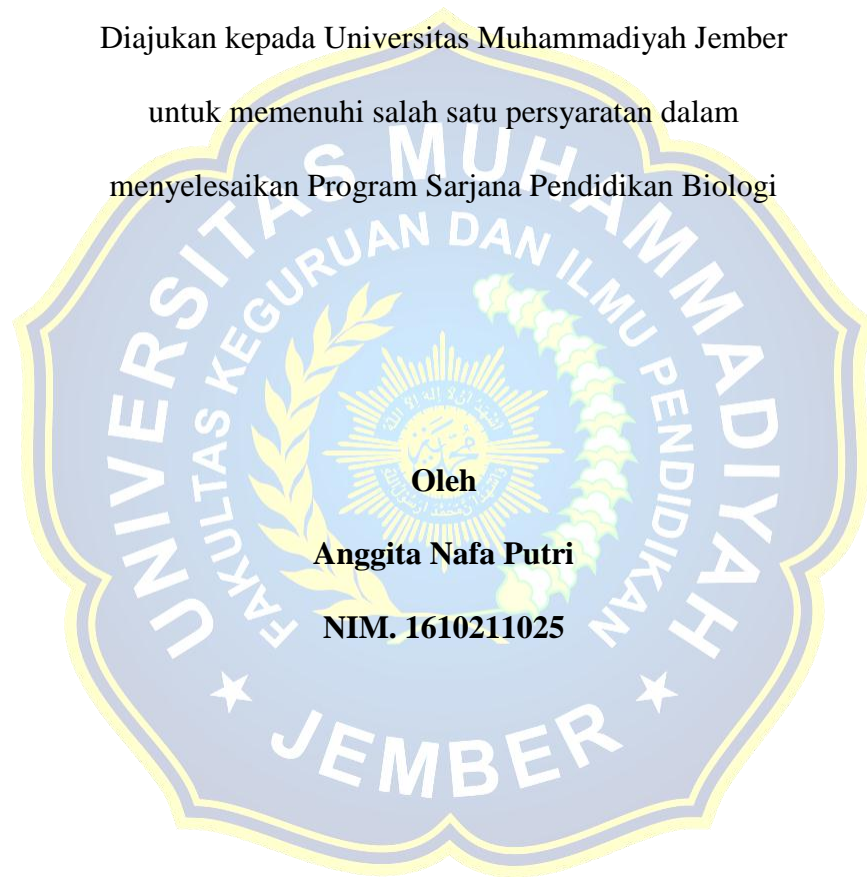 Diajukan kepada Universitas Muhammadiyah Jember
untuk memenuhi salah satu persyaratan dalam
menyelesaikan Program Sarjana Pendidikan Biologi
UNIVERSITAS MUHAMMADIYAH
FAKULTAS KEGURUAN DAN ILMU PENDIDIKAN
Oleh
Anggita Nafa Putri
NIM. 1610211025
JEMBER